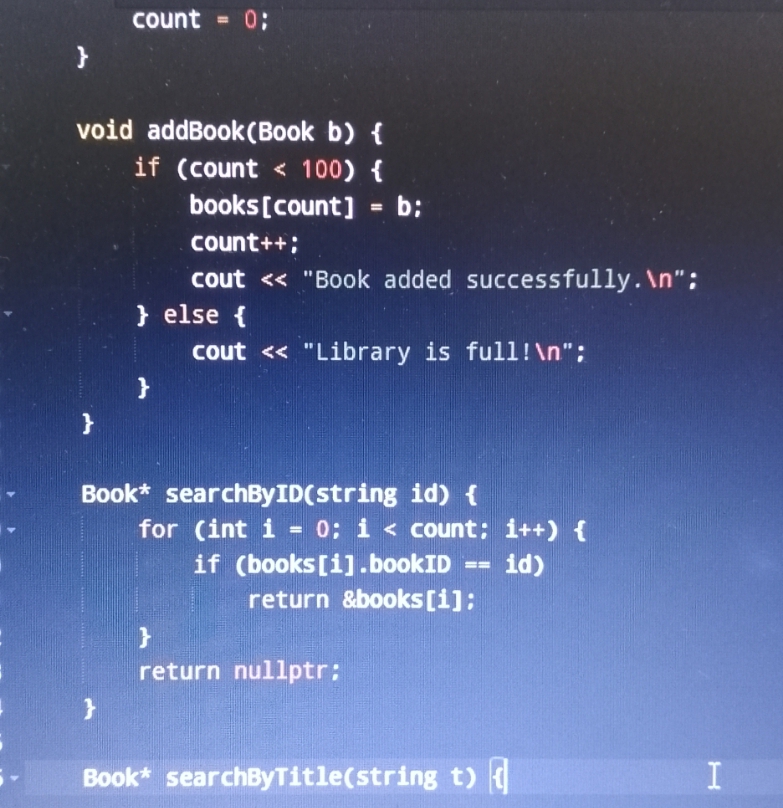 count = 0;
}
void addBook(Book b) {
if (count < 100) {
books[count] = b;
count++;
cout << "Book added successfully.\n";
} else {
cout << "Library is full!\n";
}
}
Book* searchByID(string id) {
for (int i = 0; i < count; i++) {
if (books[i].bookID == id)
return &books[i];
}
return nullptr;
}
Book* searchByTitle(string t) {